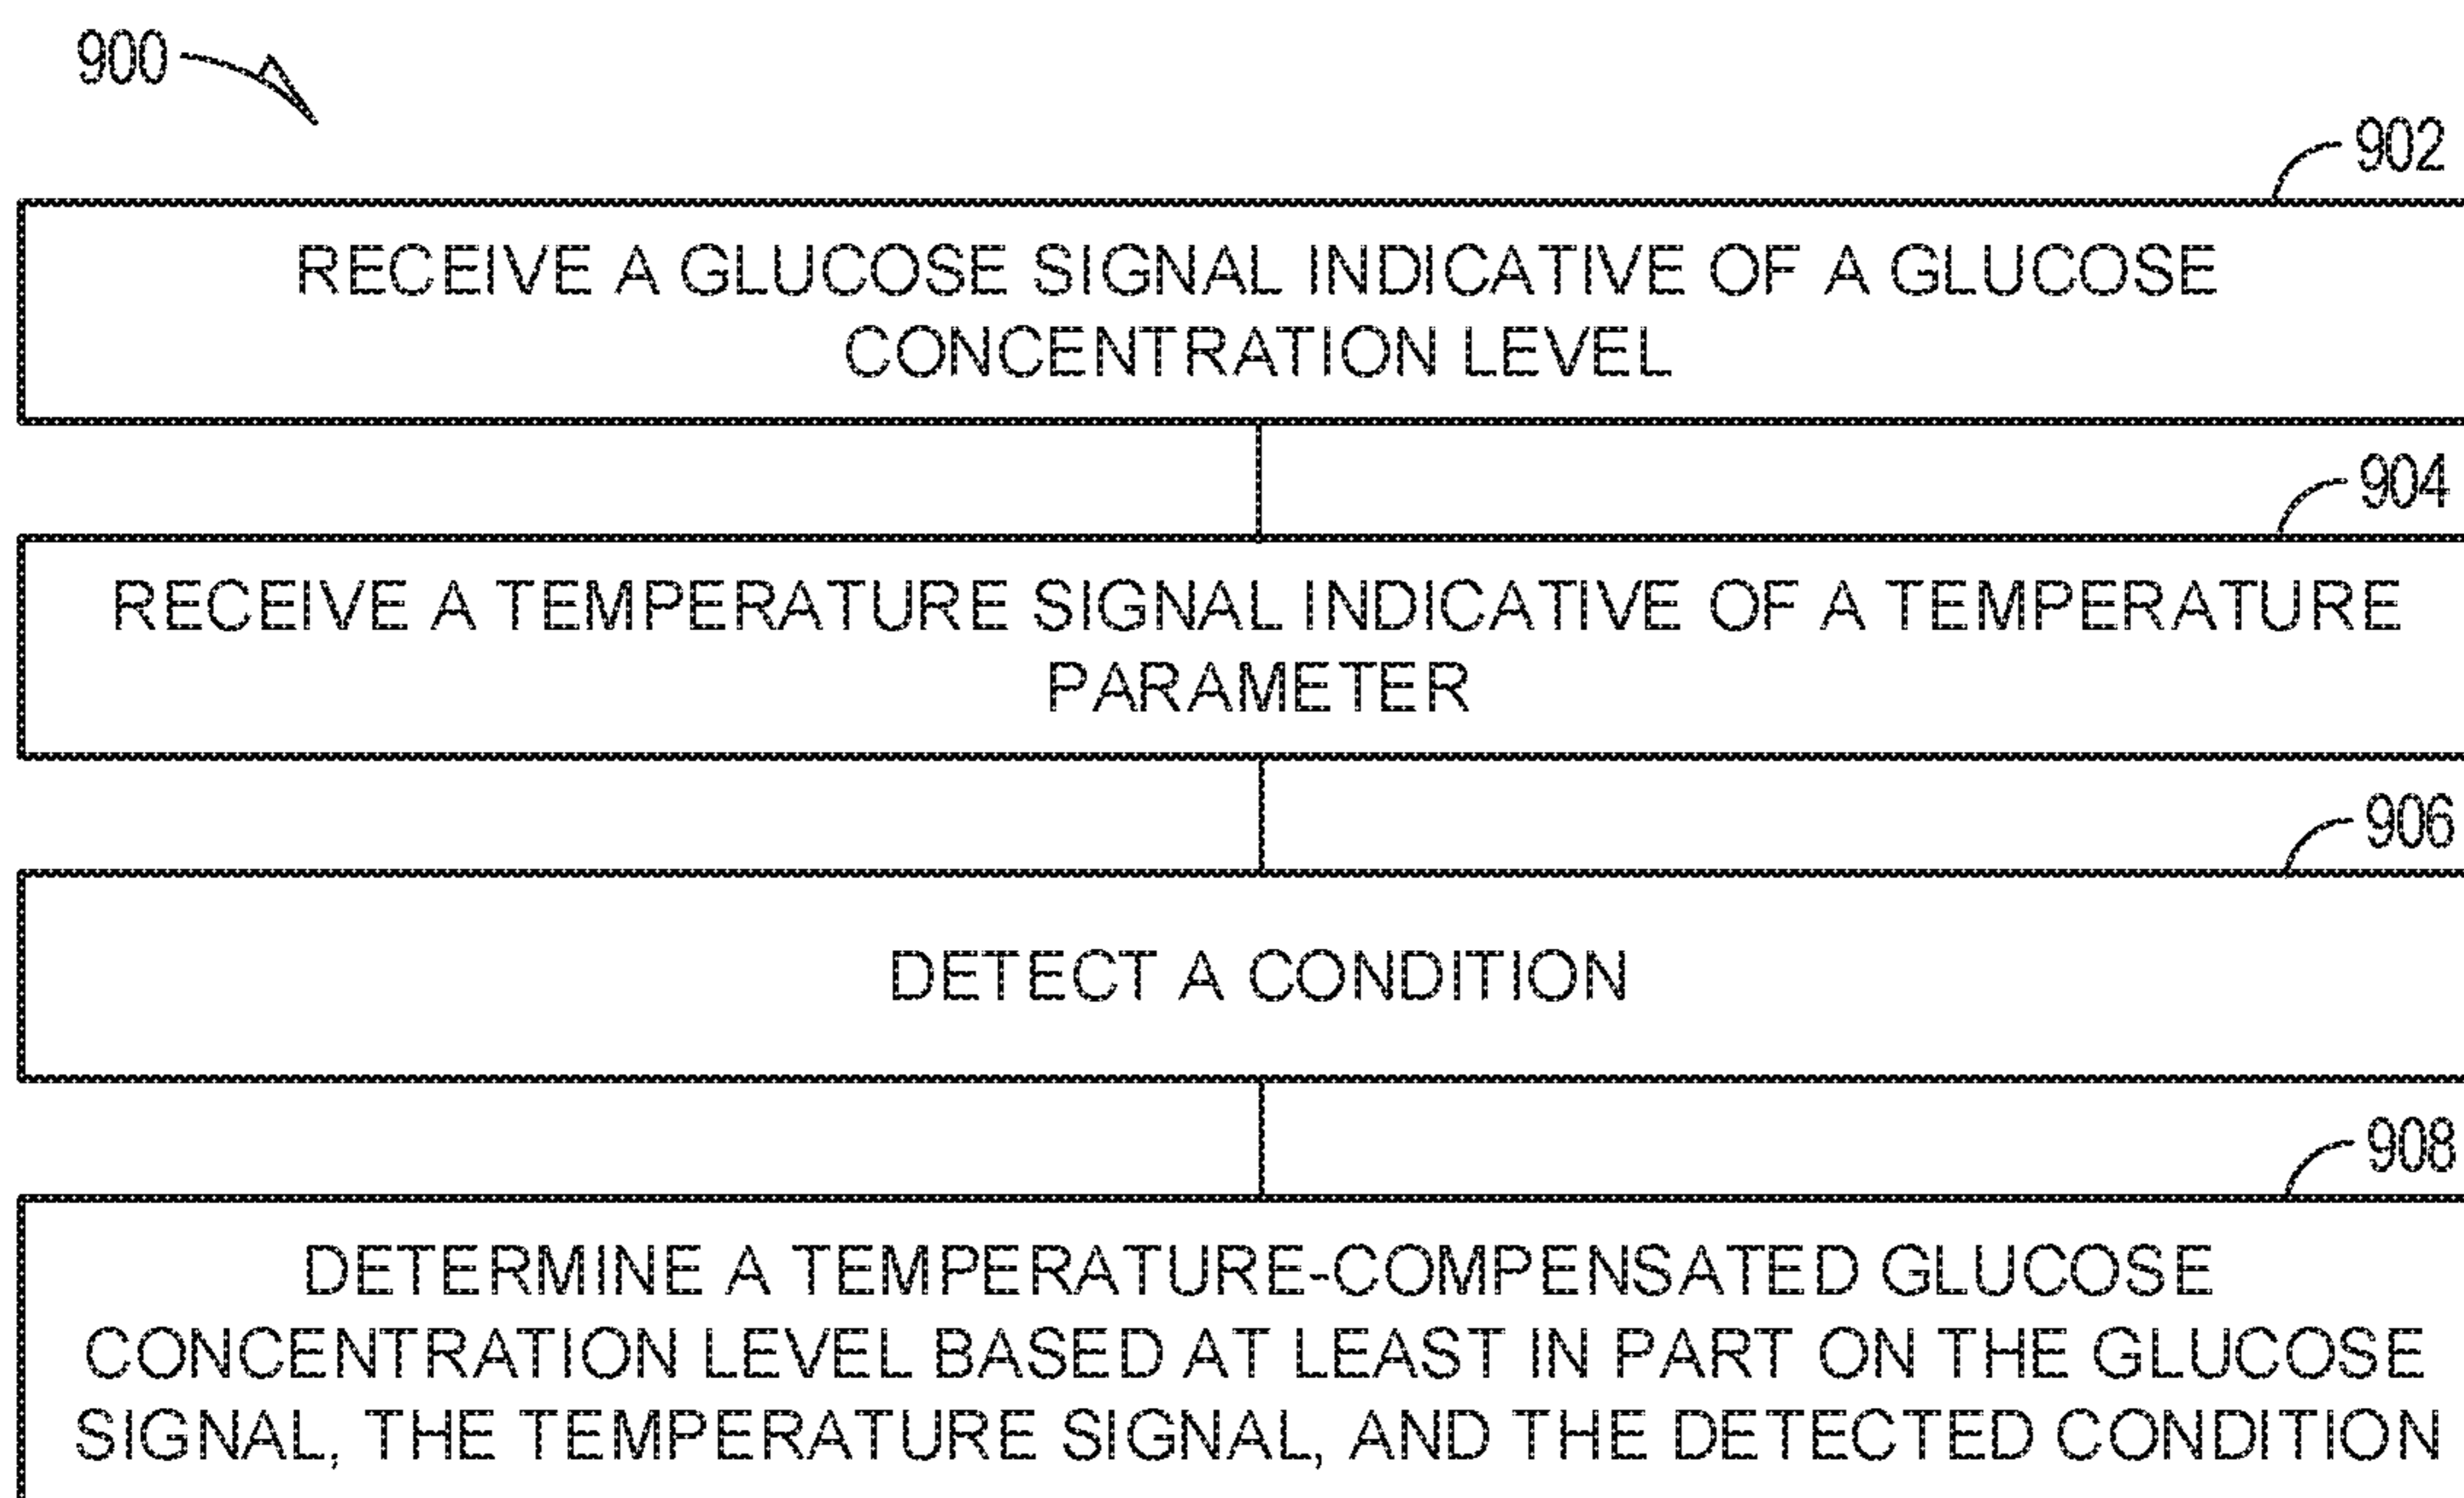 900
902
RECEIVE A GLUCOSE SIGNAL INDICATIVE OF A GLUCOSE
CONCENTRATION LEVEL
904
RECEIVE A TEMPERATURE SIGNAL INDICATIVE OF A TEMPERATURE
PARAMETER
906
DETECT A CONDITION
908
DETERMINE A TEMPERATURE-COMPENSATED GLUCOSE
CONCENTRATION LEVEL BASED AT LEAST IN PART ON THE GLUCOSE
SIGNAL, THE TEMPERATURE SIGNAL, AND THE DETECTED CONDITION